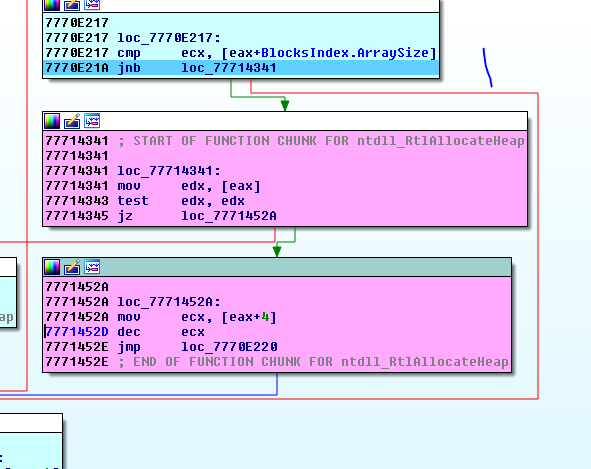 7770E217
7770E217 loc_7770E217:
7770E217 cmp ecx, [eax+BlocksIndex.ArraySize]
7770E21A jnb loc_77714341
77714341 ; START OF FUNCTION CHUNK FOR ntdll_RtlAllocateHeap
77714341
77714341 loc_77714341:
77714341 mov edx, [eax]
77714343 test edx, edx
77714345 jz loc_7771452A
ap
7771452A
7771452A loc_7771452A:
7771452A mov ecx, [eax+4]
7771452D dec ecx
7771452E jmp loc_7770E220
7771452E ; END OF FUNCTION CHUNK FOR ntdll_RtlAllocateHeap
: